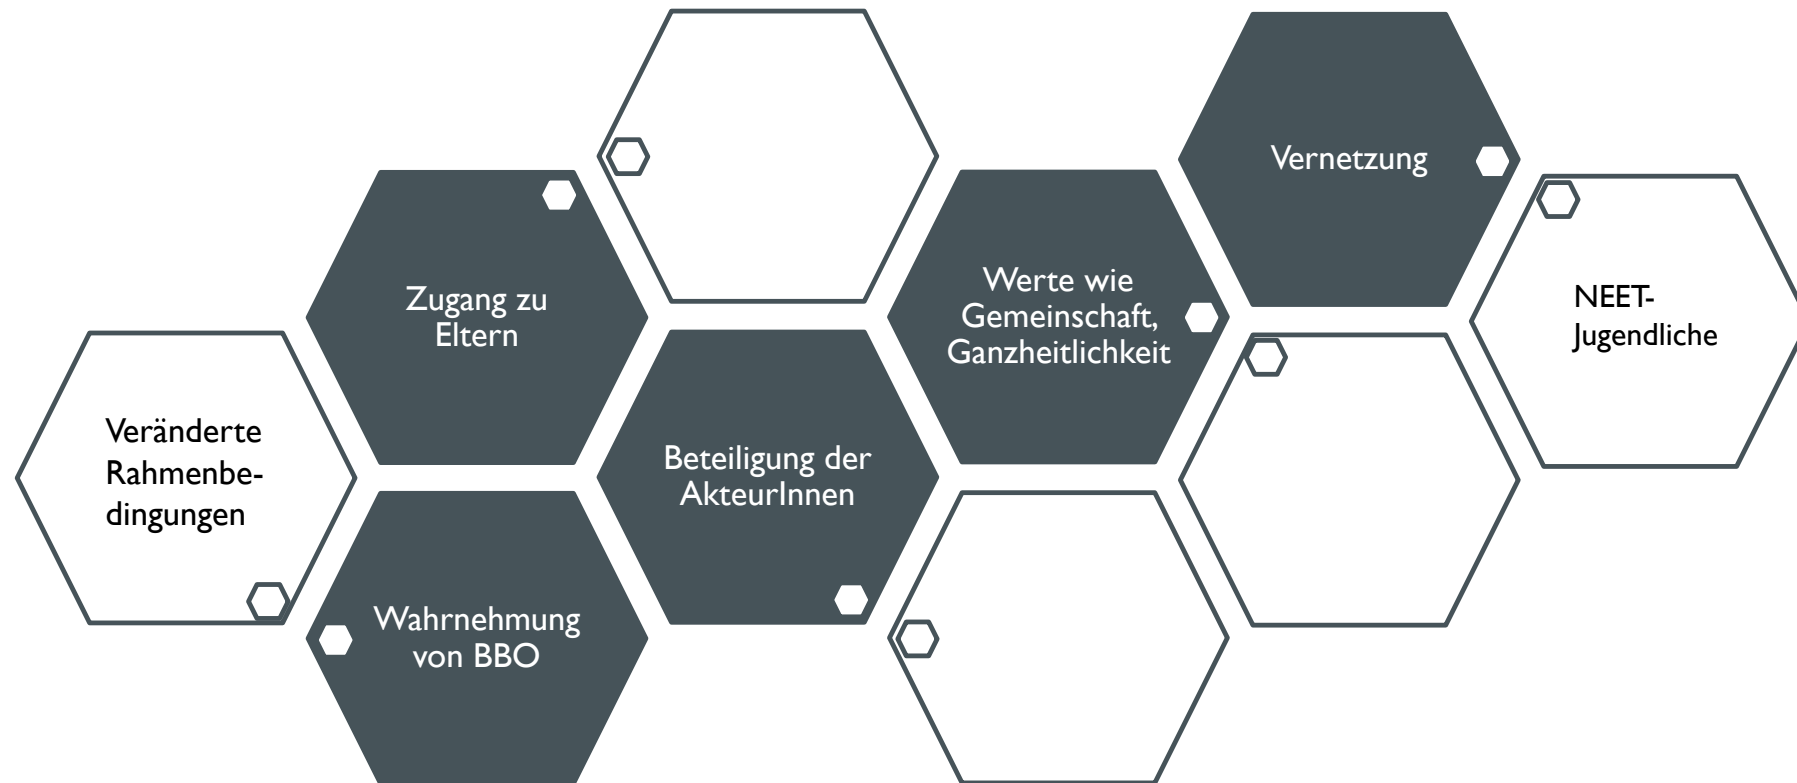 Vernetzung
Zugang zu
Eltern
Werte wie
Gemeinschaft,
Ganzheitlichkeit
NEET-
Jugendliche
Veränderte
Rahmenbe-
dingungen
Beteiligung der
AkteurInnen
Wahrnehmung
von BBO